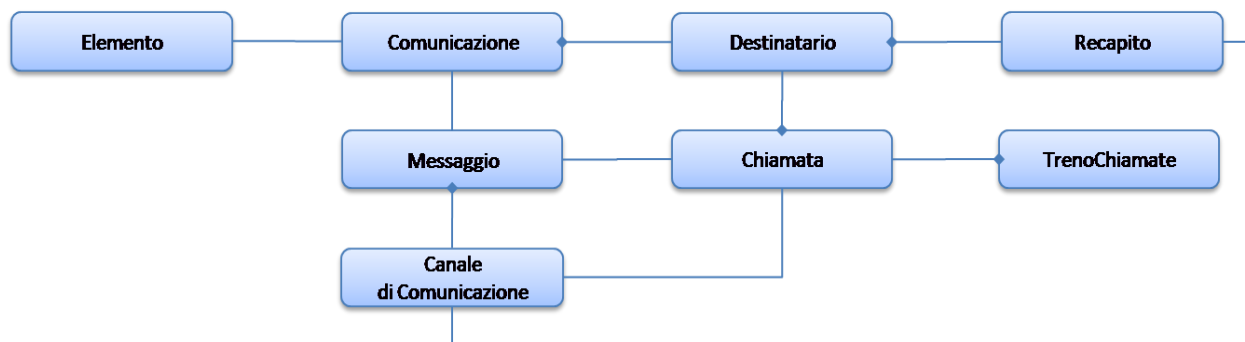 Elemento
Comunicazione
Destinatario
Recapito
Messaggio
Chiamata
TrenoChiamate
Canale
di Comunicazione